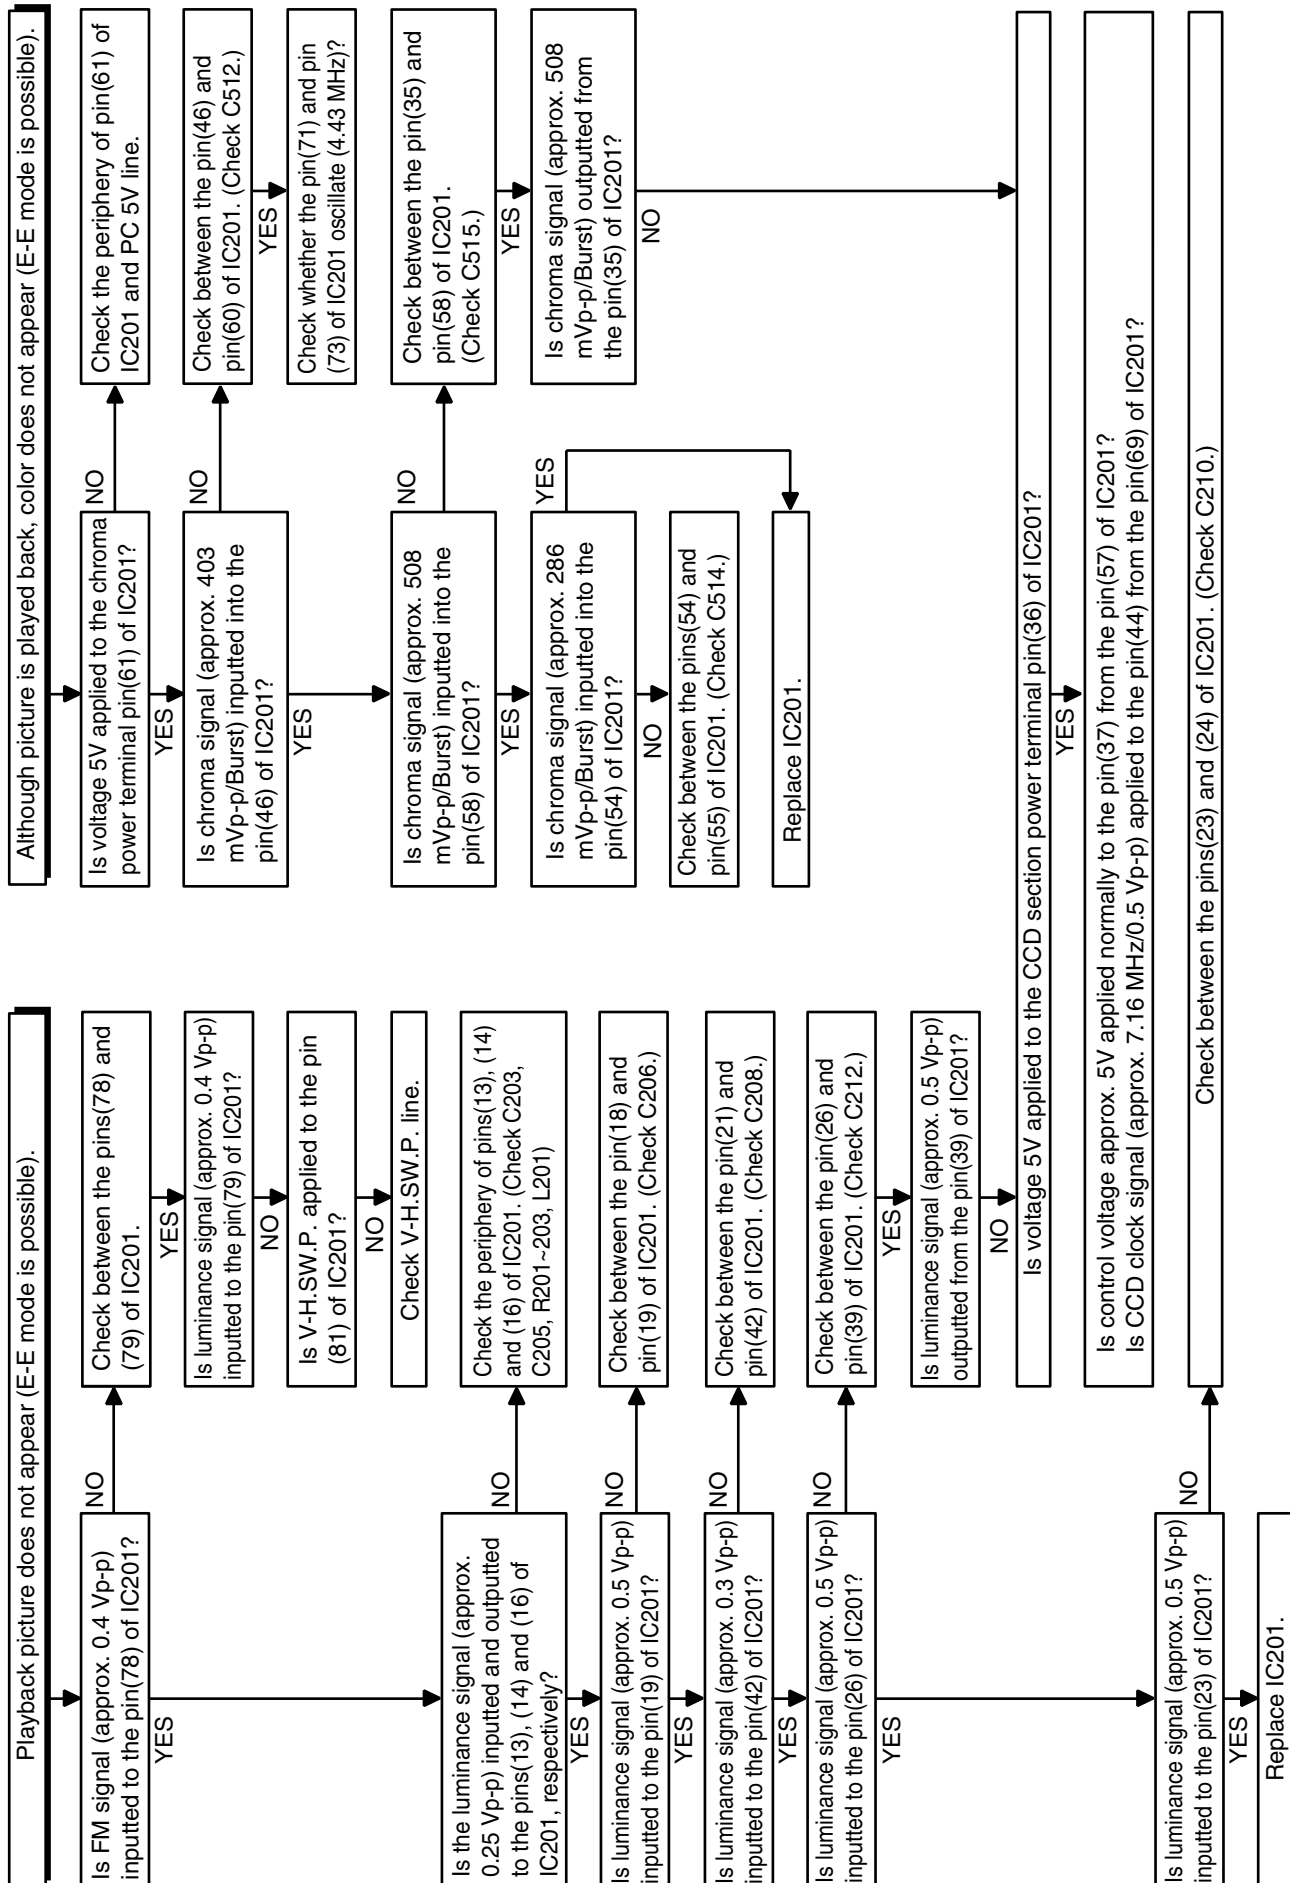 Playback picture does not appear (E-E mode is possible).
Is FM signal (approx. 0.4 Vp-p)
inputted to the pin(78) of IC201?
NO
Check between the pins(78) and
(79) of IC201.
YES
YES
Is luminance signal (approx. 0.4 Vp-p)
inputted to the pin(79) of IC201?
NO
Is V-H.SW.P. applied to the pin
(81) of IC201?
NO
Check V-H.SW.P. line.
Is the luminance signal (approx.
0.25 Vp-p) inputted and outputted
to the pins(13), (14) and (16) of
IC201, respectively?
NO
Check the periphery of pins(13), (14)
and (16) of IC201. (Check C203,
C205, R201~203, L201)
YES
Is luminance signal (approx. 0.5 Vp-p)
inputted to the pin(19) of IC201?
NO
Check between the pin(18) and
pin(19) of IC201. (Check C206.)
YES
Is luminance signal (approx. 0.3 Vp-p)
inputted to the pin(42) of IC201?
NO
Check between the pin(21) and
pin(42) of IC201. (Check C208.)
YES
Is luminance signal (approx. 0.5 Vp-p)
inputted to the pin(26) of IC201?
NO
Check between the pin(26) and
pin(39) of IC201. (Check C212.)
YES
YES
Is luminance signal (approx. 0.5 Vp-p)
outputted from the pin(39) of IC201?
NO
Is voltage 5V applied to the CCD section power terminal pin(36) of IC201?
YES
Is control voltage approx. 5V applied normally to the pin(37) from the pin(57) of IC201?
Is CCD clock signal (approx. 7.16 MHz/0.5 Vp-p) applied to the pin(44) from the pin(69) of IC201?
Is luminance signal (approx. 0.5 Vp-p)
inputted to the pin(23) of IC201?
NO
Check between the pins(23) and (24) of IC201. (Check C210.)
YES
Replace IC201.
Although picture is played back, color does not appear (E-E mode is possible).
Is voltage 5V applied to the chroma
power terminal pin(61) of IC201?
NO
Check the periphery of pin(61) of
IC201 and PC 5V line.
YES
Is chroma signal (approx. 403
mVp-p/Burst) inputted into the
pin(46) of IC201?
NO
Check between the pin(46) and
pin(60) of IC201. (Check C512.)
YES
Check whether the pin(71) and pin
(73) of IC201 oscillate (4.43 MHz)?
YES
Is chroma signal (approx. 508
mVp-p/Burst) inputted into the
pin(58) of IC201?
NO
Check between the pin(35) and
pin(58) of IC201.
(Check C515.)
YES
YES
Is chroma signal (approx. 286
mVp-p/Burst) inputted into the
pin(54) of IC201?
YES
Is chroma signal (approx. 508
mVp-p/Burst) outputted from
the pin(35) of IC201?
NO
NO
Check between the pins(54) and
pin(55) of IC201. (Check C514.)
Replace IC201.